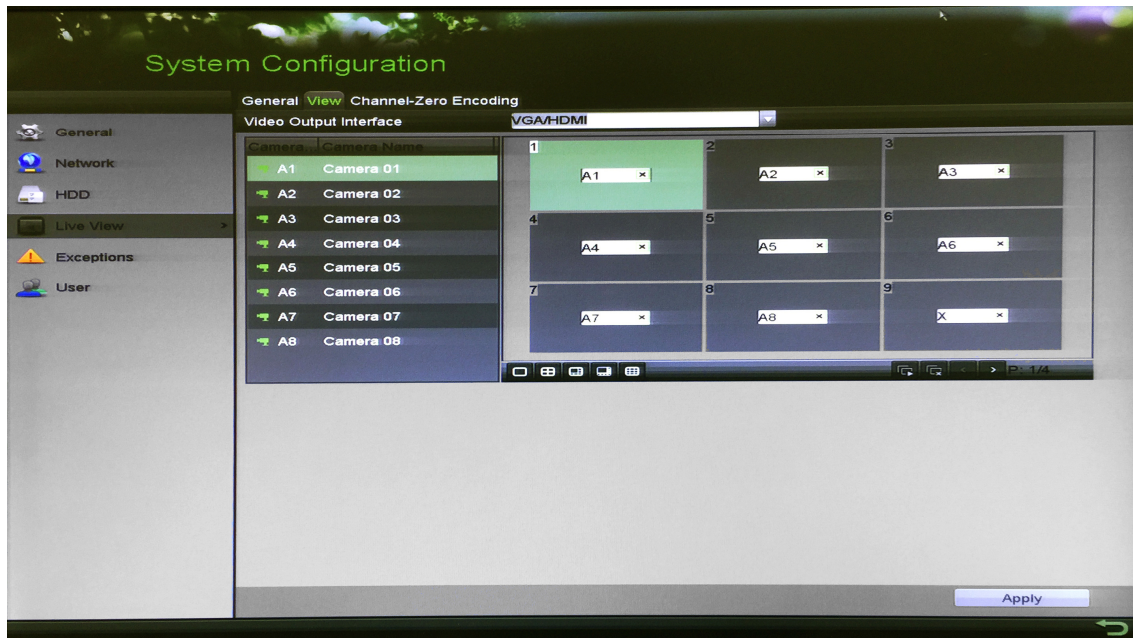 System Configuration
General View Channel-Zero Encoding
Video Output Interface VGA/HDMI
General
Network
HDD
Live View >
Exceptions
User
Camera... Camera Name
A1 Camera 01
A2 Camera 02
A3 Camera 03
A4 Camera 04
A5 Camera 05
A6 Camera 06
A7 Camera 07
A8 Camera 08
1 2 3
A1 × A2 × A3 ×
4 5 6
A4 × A5 × A6 ×
7 8 9
A7 × A8 × X ×
< > P: 1/4
Apply